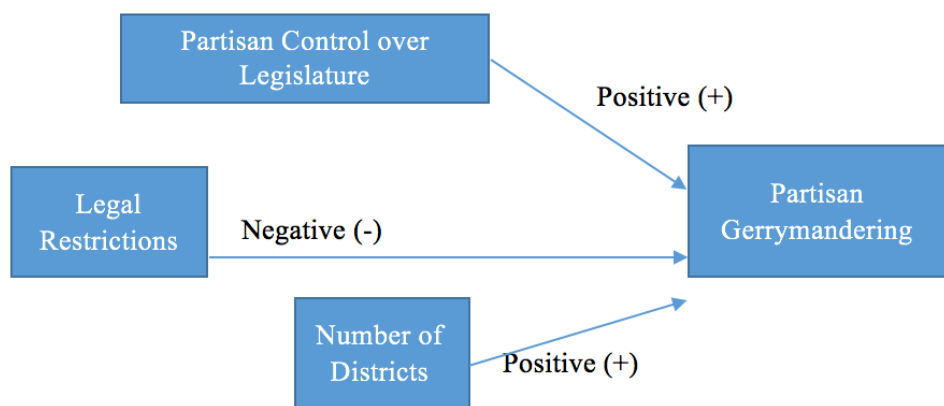 Partisan Control over
Legislature
Positive (+)
Partisan
Gerrymandering
Legal
Restrictions
Negative (-)
Number of
Districts
Positive (+)